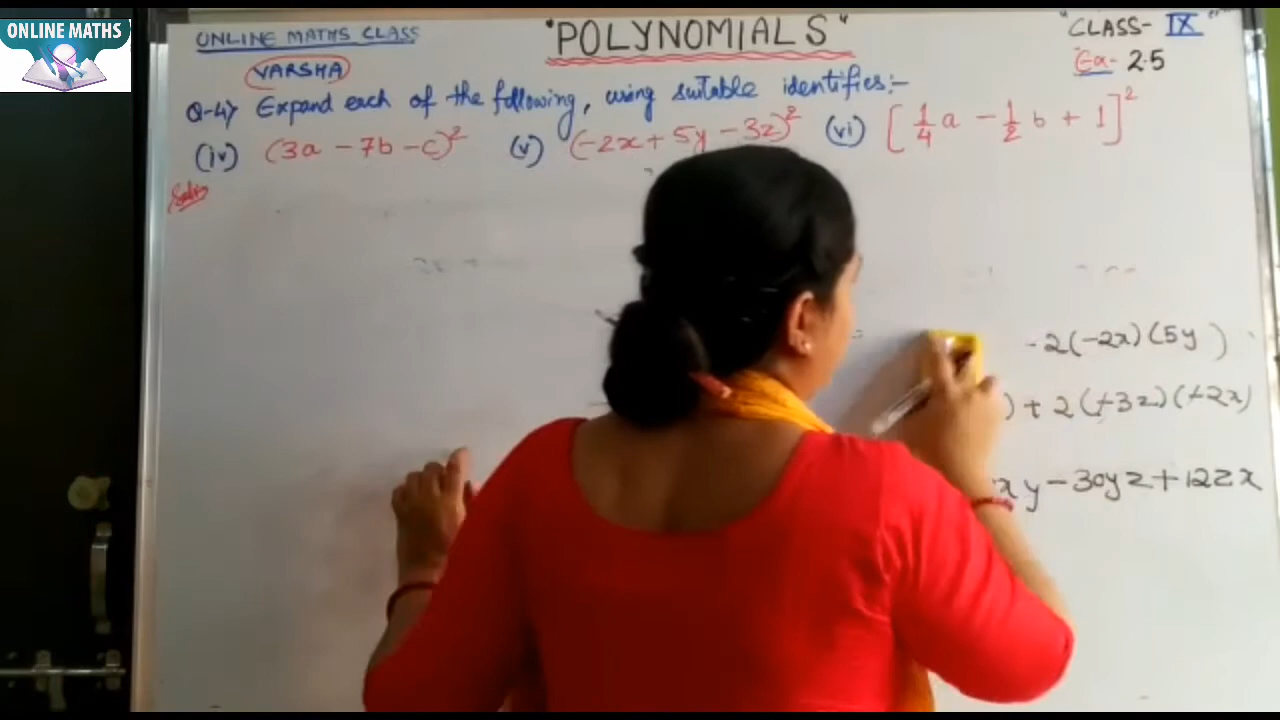 ONLINE MATHS
ONLINE MATHS CLASS
"POLYNOMIALS"
"CLASS- IX"
VARSHA
Ex- 2.5
Q-4) Expand each of the following, using suitable identifies:-
(iv) (3a - 7b - c)² (v) (-2x + 5y - 3z)² (vi) [1/4 a - 1/2 b + 1]²
Soln
2(-2x)(5y)
) + 2(+3z)(+2x)
xy - 30yz + 12zx